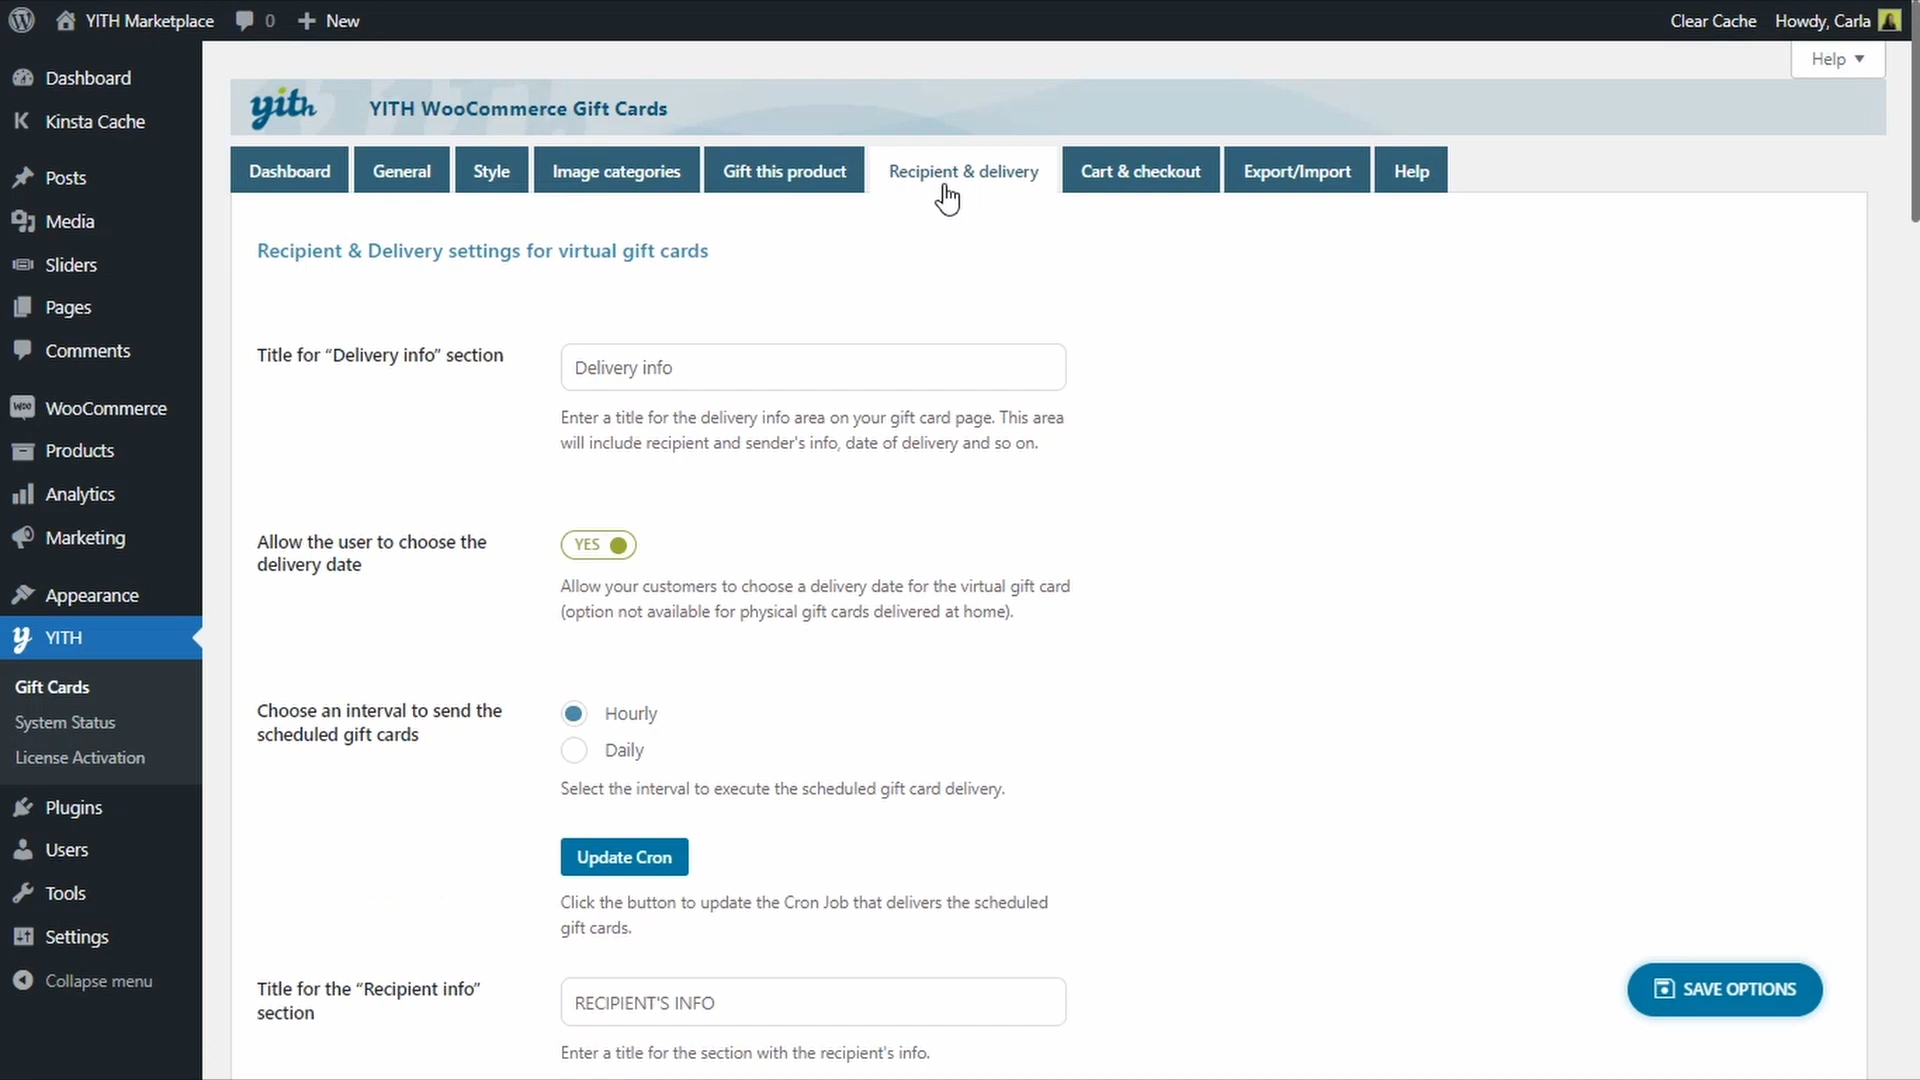 YITH Marketplace
0
New
Clear Cache
Howdy, Carla
Help
Dashboard
Kinsta Cache
Posts
Media
Sliders
Pages
Comments
WooCommerce
Products
Analytics
Marketing
Appearance
YITH
Gift Cards
System Status
License Activation
Plugins
Users
Tools
Settings
Collapse menu
yith
YITH WooCommerce Gift Cards
Dashboard
General
Style
Image categories
Gift this product
Recipient & delivery
Cart & checkout
Export/Import
Help
Recipient & Delivery settings for virtual gift cards
Title for “Delivery info” section
Delivery info
Enter a title for the delivery info area on your gift card page. This area
will include recipient and sender's info, date of delivery and so on.
Allow the user to choose the
delivery date
YES
Allow your customers to choose a delivery date for the virtual gift card
(option not available for physical gift cards delivered at home).
Choose an interval to send the
scheduled gift cards
Hourly
Daily
Select the interval to execute the scheduled gift card delivery.
Update Cron
Click the button to update the Cron Job that delivers the scheduled
gift cards.
Title for the “Recipient info”
section
RECIPIENT'S INFO
Enter a title for the section with the recipient's info.
SAVE OPTIONS